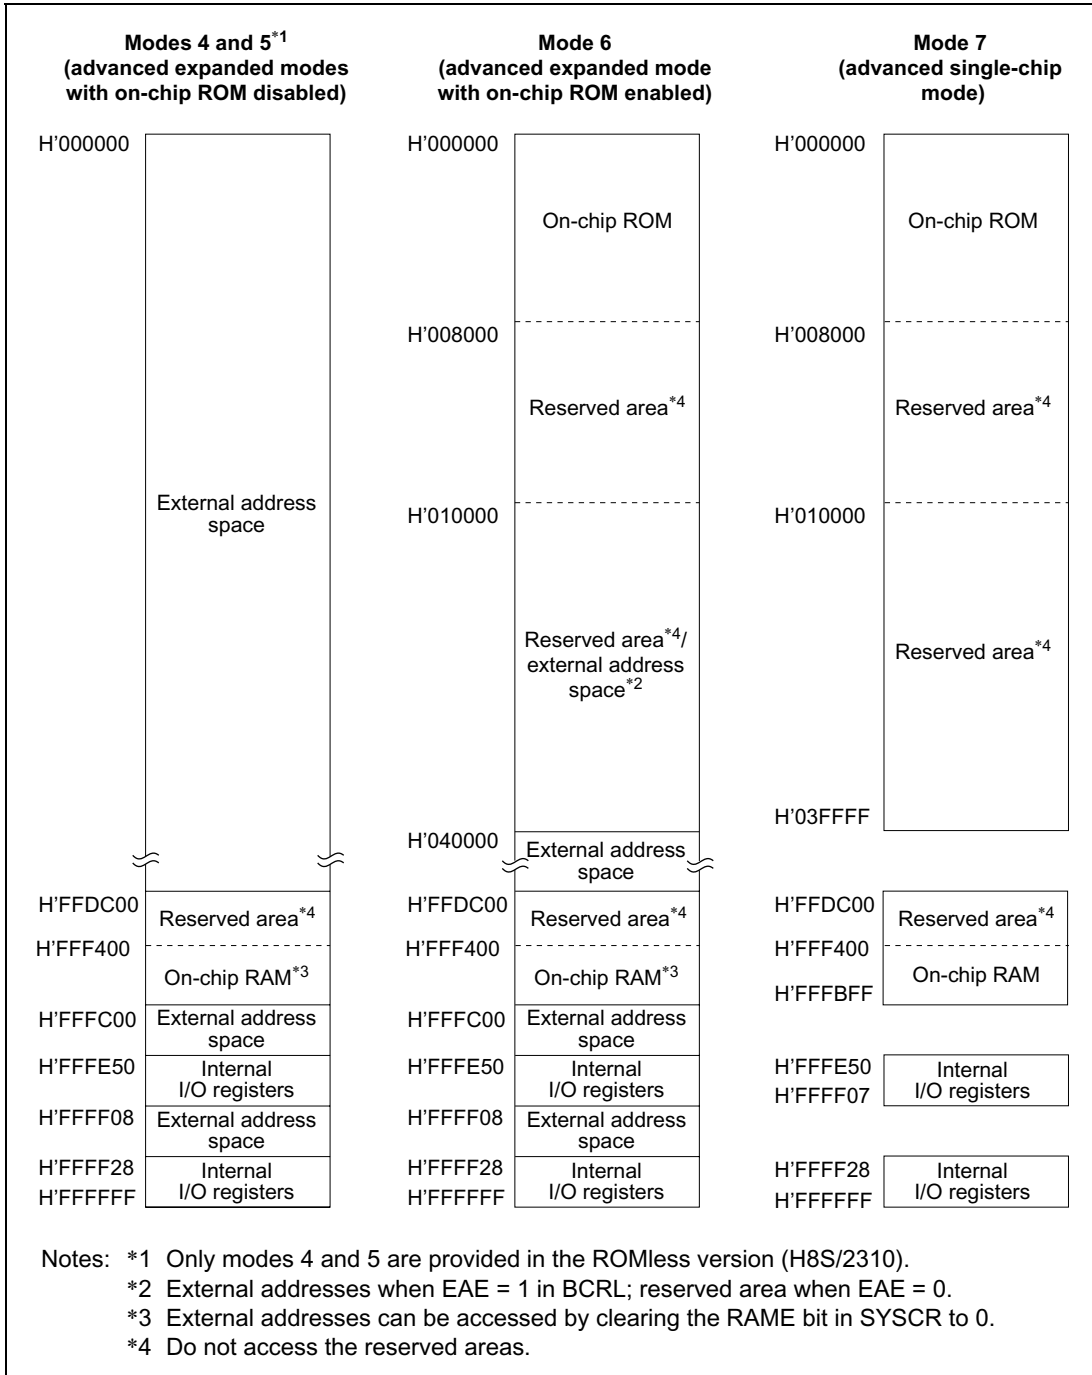 Modes 4 and 5*1
(advanced expanded modes
with on-chip ROM disabled)
H'000000
External address
space
H'FFDC00
Reserved area*4
H'FFF400
On-chip RAM*3
H'FFFC00
External address
space
H'FFFE50
Internal
I/O registers
H'FFFF08
External address
space
H'FFFF28
Internal
I/O registers
H'FFFFFF
Mode 6
(advanced expanded mode
with on-chip ROM enabled)
H'000000
On-chip ROM
H'008000
Reserved area*4
H'010000
Reserved area*4/
external address
space*2
H'040000
External address
space
H'FFDC00
Reserved area*4
H'FFF400
On-chip RAM*3
H'FFFC00
External address
space
H'FFFE50
Internal
I/O registers
H'FFFF08
External address
space
H'FFFF28
Internal
I/O registers
H'FFFFFF
Mode 7
(advanced single-chip
mode)
H'000000
On-chip ROM
H'008000
Reserved area*4
H'010000
Reserved area*4
H'03FFFF
H'FFDC00
Reserved area*4
H'FFF400
On-chip RAM
H'FFFBFF
H'FFFE50
Internal
I/O registers
H'FFFF07
H'FFFF28
Internal
I/O registers
H'FFFFFF
Notes: *1 Only modes 4 and 5 are provided in the ROMless version (H8S/2310).
*2 External addresses when EAE = 1 in BCRL; reserved area when EAE = 0.
*3 External addresses can be accessed by clearing the RAME bit in SYSCR to 0.
*4 Do not access the reserved areas.